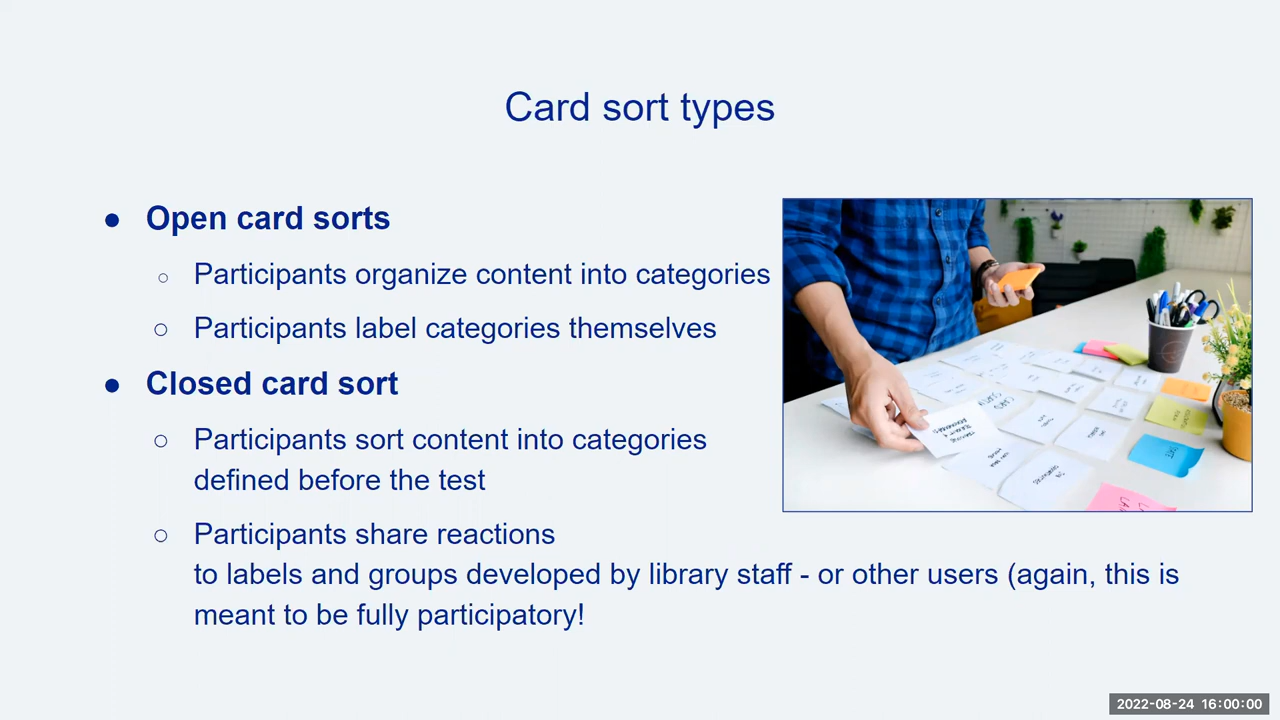 Card sort types
● Open card sorts
○ Participants organize content into categories
○ Participants label categories themselves
● Closed card sort
○ Participants sort content into categories
defined before the test
○ Participants share reactions
to labels and groups developed by library staff - or other users (again, this is
meant to be fully participatory!
2022-08-24 16:00:00